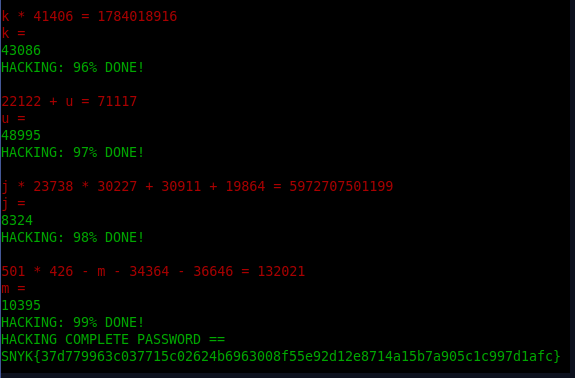 k * 41406 = 1784018916
k =
43086
HACKING: 96% DONE!
22122 + u = 71117
u =
48995
HACKING: 97% DONE!
j * 23738 * 30227 + 30911 + 19864 = 5972707501199
j =
8324
HACKING: 98% DONE!
501 * 426 - m - 34364 - 36646 = 132021
m =
10395
HACKING: 99% DONE!
HACKING COMPLETE PASSWORD ==
SNYK{37d779963c037715c02624b6963008f55e92d12e8714a15b7a905c1c997d1afc}